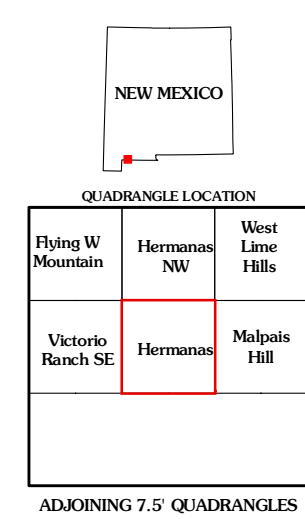 NEW MEXICO
QUADRANGLE LOCATION
Flying W
Mountain
Hermanas
NW
West
Lime
Hills
Victorio
Ranch SE
Hermanas
Malpais
Hill
ADJOINING 7.5' QUADRANGLES